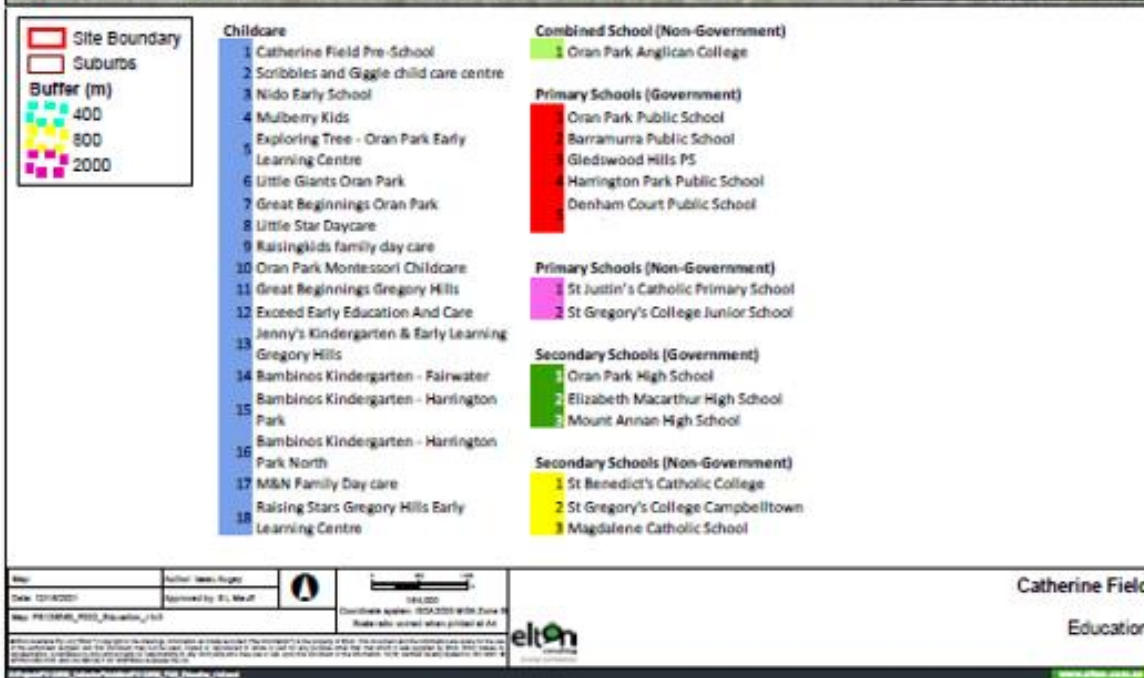 Site Boundary
Suburbs
Buffer (m)
400
800
2000
Childcare
1 Catherine Field Pre-School
2 Scribbles and Giggle child care centre
3 Nido Early School
4 Mulberry Kids
5 Exploring Tree - Oran Park Early
Learning Centre
6 Little Giants Oran Park
7 Great Beginnings Oran Park
8 Little Star Daycare
9 Raisingkids family day care
10 Oran Park Montessori Childcare
11 Great Beginnings Gregory Hills
12 Exceed Early Education And Care
13 Jenny's Kindergarten & Early Learning
Gregory Hills
14 Bambinos Kindergarten - Fairwater
15 Bambinos Kindergarten - Harrington
Park
16 Bambinos Kindergarten - Harrington
Park North
17 M&N Family Day care
18 Raising Stars Gregory Hills Early
Learning Centre
Combined School (Non-Government)
1 Oran Park Anglican College
Primary Schools (Government)
1 Oran Park Public School
2 Barramurra Public School
3 Gledswood Hills PS
4 Harrington Park Public School
5 Denham Court Public School
Primary Schools (Non-Government)
1 St Justin's Catholic Primary School
2 St Gregory's College Junior School
Secondary Schools (Government)
1 Oran Park High School
2 Elizabeth Macarthur High School
3 Mount Annan High School
Secondary Schools (Non-Government)
1 St Benedict's Catholic College
2 St Gregory's College Campbelltown
3 Magdalene Catholic School
elton
Catherine Field
Education